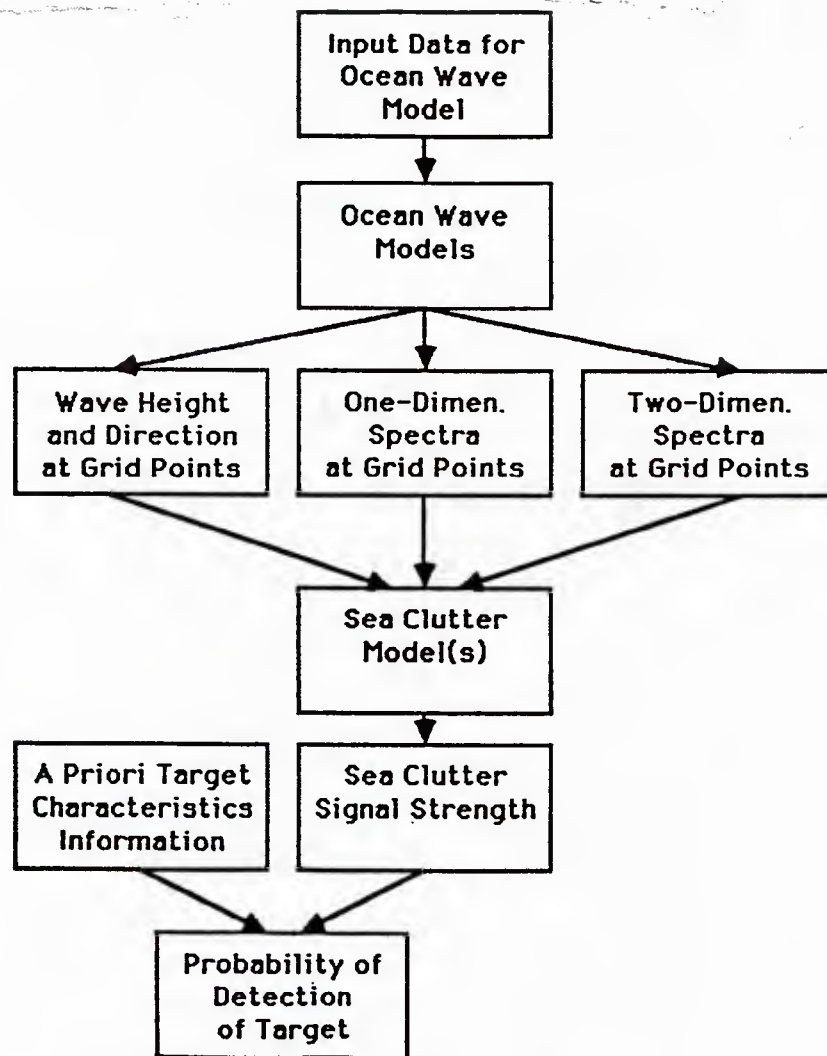 Input Data for
Ocean Wave
Model
Ocean Wave
Models
Wave Height
and Direction
at Grid Points
One-Dimen.
Spectra
at Grid Points
Two-Dimen.
Spectra
at Grid Points
Sea Clutter
Model(s)
A Priori Target
Characteristics
Information
Sea Clutter
Signal Strength
Probability of
Detection
of Target